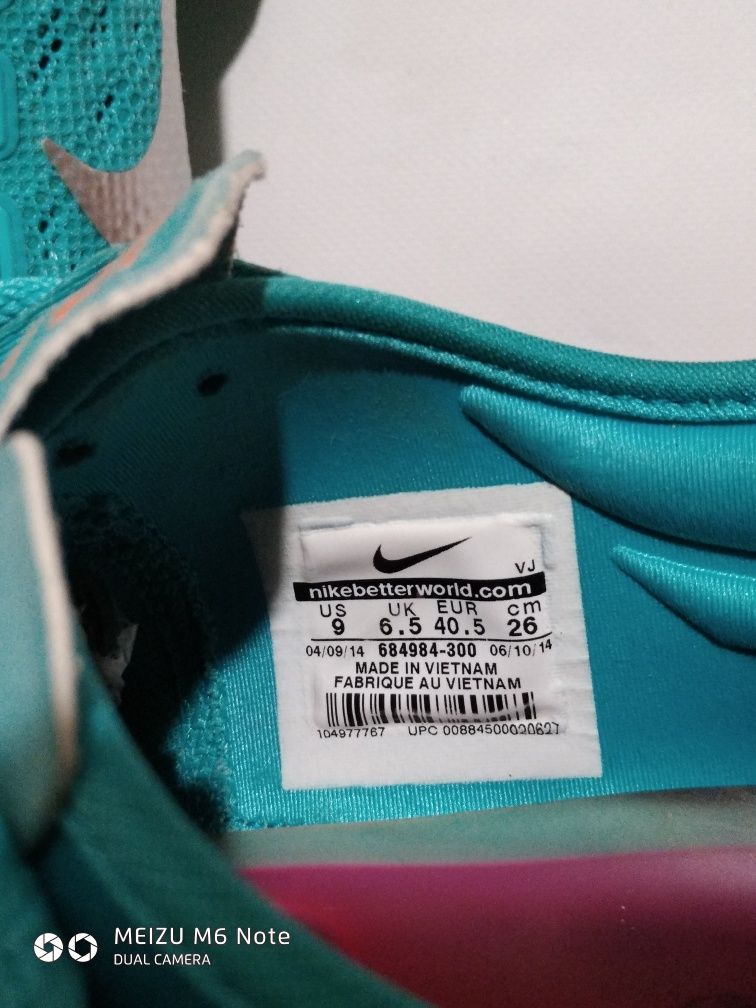 VJ
nikebetterworld.com
US UK EUR cm
9 6.5 40.5 26
04/09/14 684984-300 06/10/14
MADE IN VIETNAM
FABRIQUE AU VIETNAM
104977767 UPC 00884500020627
MEIZU M6 Note
DUAL CAMERA